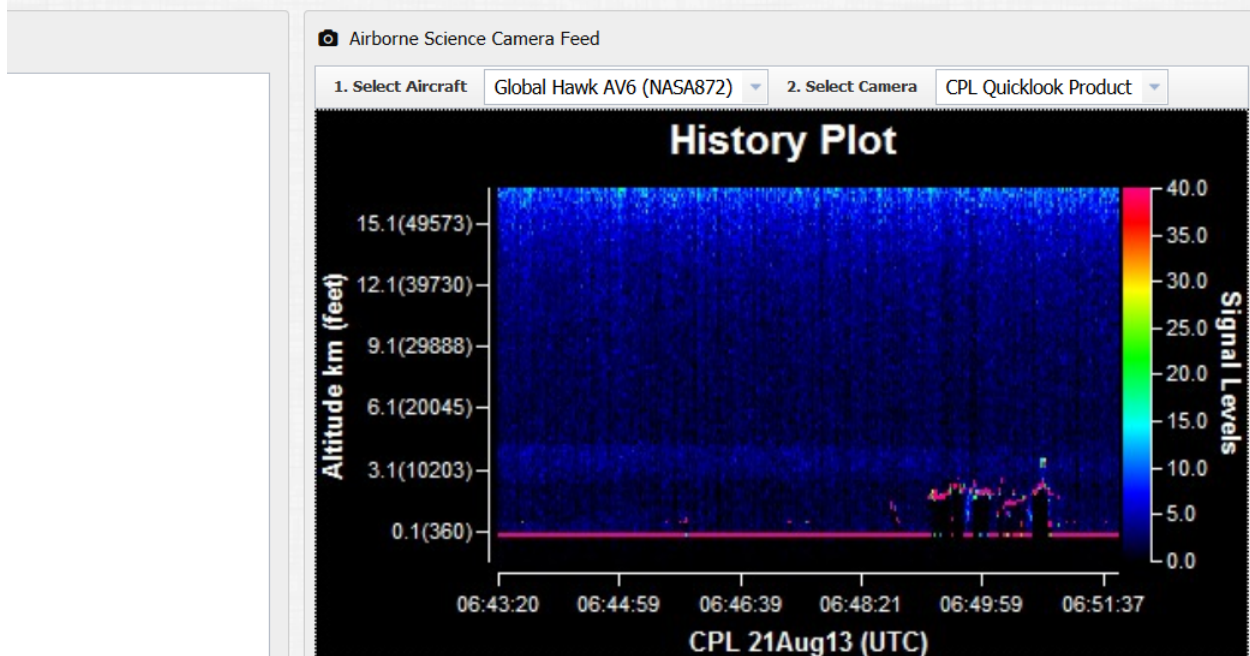 Airborne Science Camera Feed
1. Select Aircraft Global Hawk AV6 (NASA872) 2. Select Camera CPL Quicklook Product
History Plot
Altitude km (feet)
15.1(49573)
12.1(39730)
9.1(29888)
6.1(20045)
3.1(10203)
0.1(360)
40.0
35.0
30.0
25.0
20.0
15.0
10.0
5.0
0.0
Signal Levels
06:43:20 06:44:59 06:46:39 06:48:21 06:49:59 06:51:37
CPL 21Aug13 (UTC)